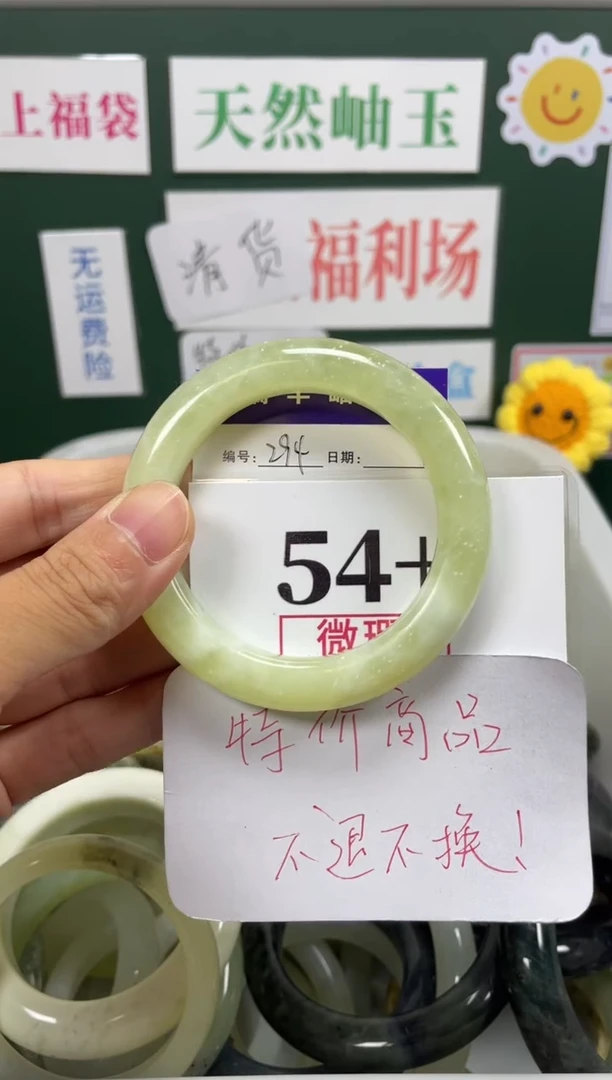 上福袋
天然岫玉
清货 福利场
无运费险
盒
编号: 294 日期:
54+
微瑕
特价商品
不退不换！